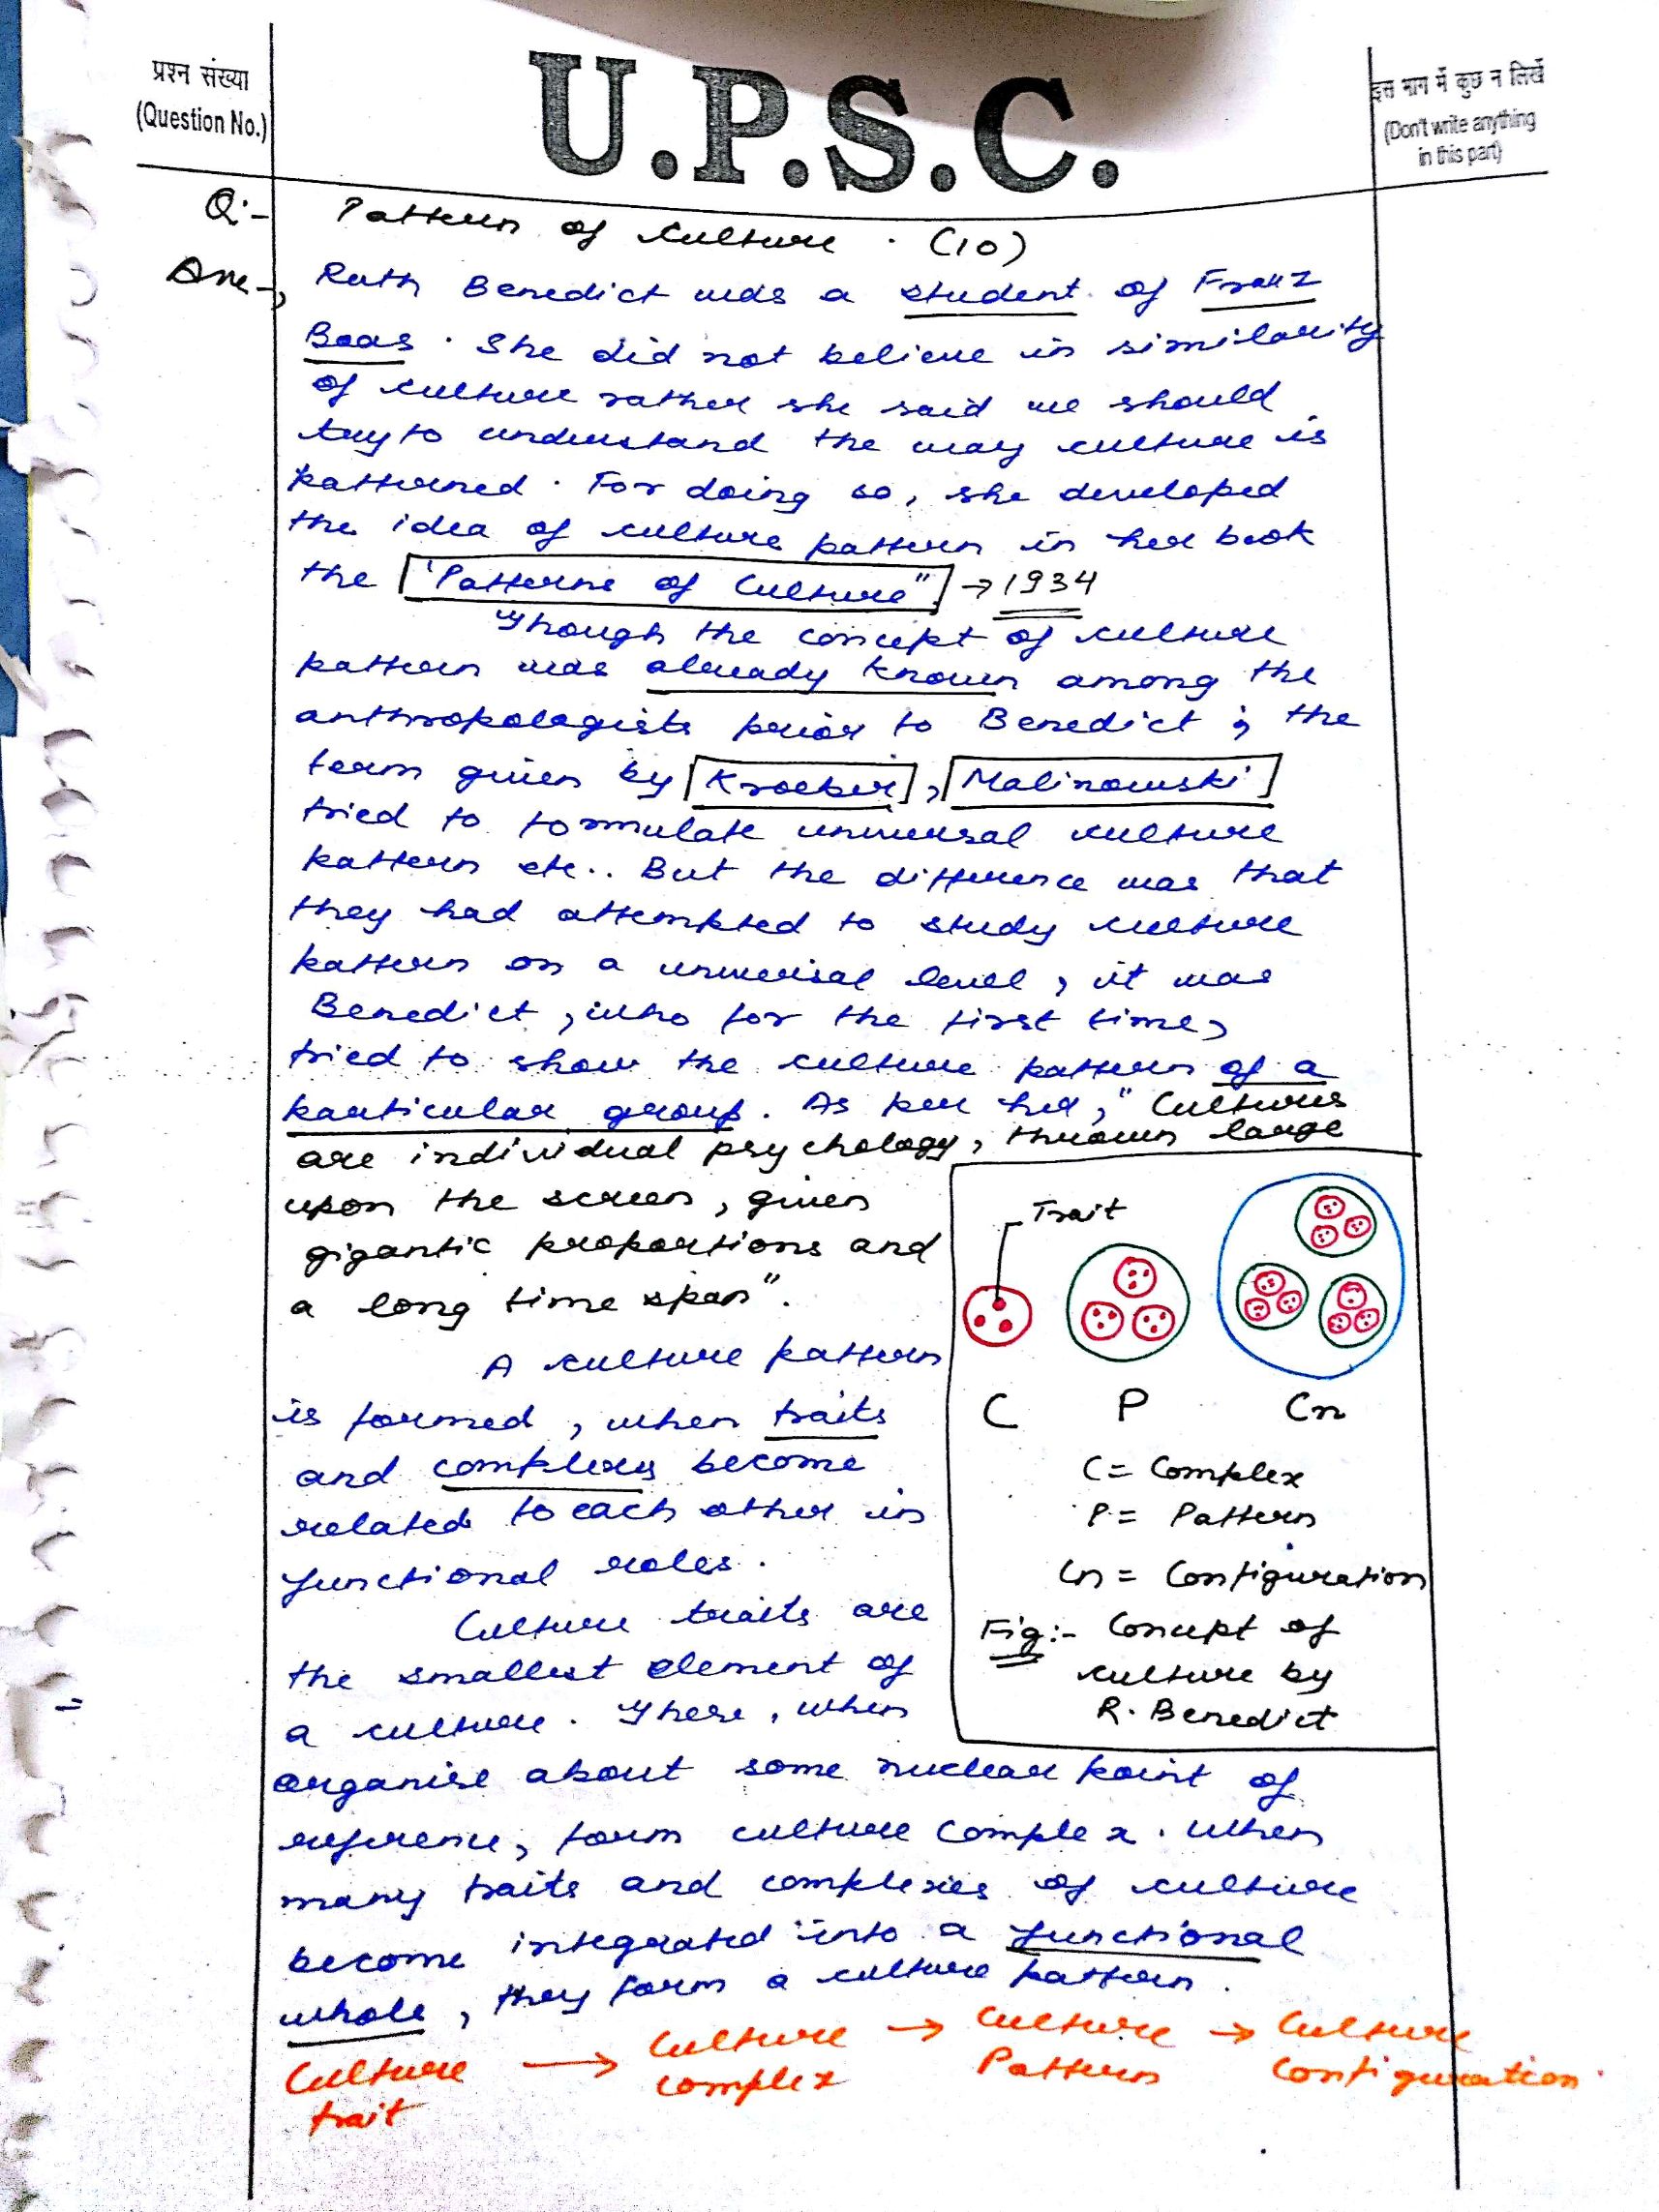 प्रश्न संख्या
(Question No.)
U.P.S.C.
इस भाग में कुछ न लिखें
(Don't write anything
in this part)
Q:- Pattern of culture. (10)
Ans-, Ruth Benedict was a student of Franz
Boas. She did not believe in similarity
of culture rather she said we should
try to understand the way culture is
patterned. For doing so, she developed
the idea of culture pattern in her book
the "Patterns of Culture" → 1934
Though the concept of culture
pattern was already known among the
anthropologists prior to Benedict; the
term given by Kroeber, Malinowski
tried to formulate universal culture
pattern etc.. But the difference was that
they had attempted to study culture
pattern on a universal level, it was
Benedict, who for the first time,
tried to show the culture pattern of a
particular group. As per her, "Cultures
are individual psychology, thrown large
upon the screen, given
gigantic proportions and
a long time span".
A culture pattern
is formed, when traits
and complexes become
related to each other in
functional roles.
Culture traits are
the smallest element of
a culture. These, when
organise about some nuclear point of
reference, form culture complex. When
many traits and complexes of culture
become integrated into a functional
whole, they form a culture pattern.
Trait
C P Cn
C = Complex
P = Pattern
Cn = Configuration
Fig:- Concept of
culture by
R. Benedict
Culture trait → Culture complex → Culture Pattern → Culture Configuration.